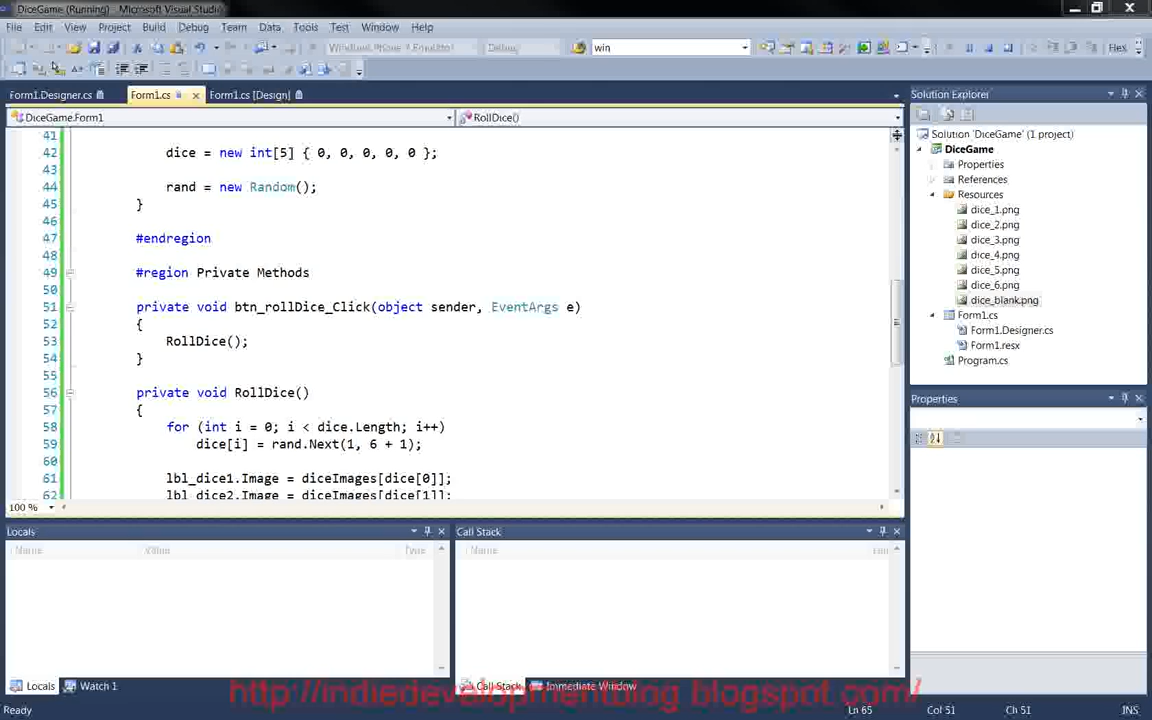 DiceGame (Running) - Microsoft Visual Studio
File Edit View Project Build Debug Team Data Tools Test Window Help
Debug win Hex
Form1.Designer.cs Form1.cs Form1.cs [Design] Solution Explorer
DiceGame.Form1 RollDice()
41
42 dice = new int[5] { 0, 0, 0, 0, 0 };
43
44 rand = new Random();
45 }
46
47 #endregion
48
49 #region Private Methods
50
51 private void btn_rollDice_Click(object sender, EventArgs e)
52 {
53 RollDice();
54 }
55
56 private void RollDice()
57 {
58 for (int i = 0; i < dice.Length; i++)
59 dice[i] = rand.Next(1, 6 + 1);
60
61 lbl_dice1.Image = diceImages[dice[0]];
62 lbl_dice2.Image = diceImages[dice[1]];
100 %
Solution 'DiceGame' (1 project)
DiceGame
Properties
References
Resources
dice_1.png
dice_2.png
dice_3.png
dice_4.png
dice_5.png
dice_6.png
dice_blank.png
Form1.cs
Form1.Designer.cs
Form1.resx
Program.cs
Properties
Locals Call Stack
Name Value Type Name
Locals Watch 1 Call Stack Immediate Window
http://indiedevelopmentblog.blogspot.com/
Ready Ln 65 Col 51 Ch 51 INS